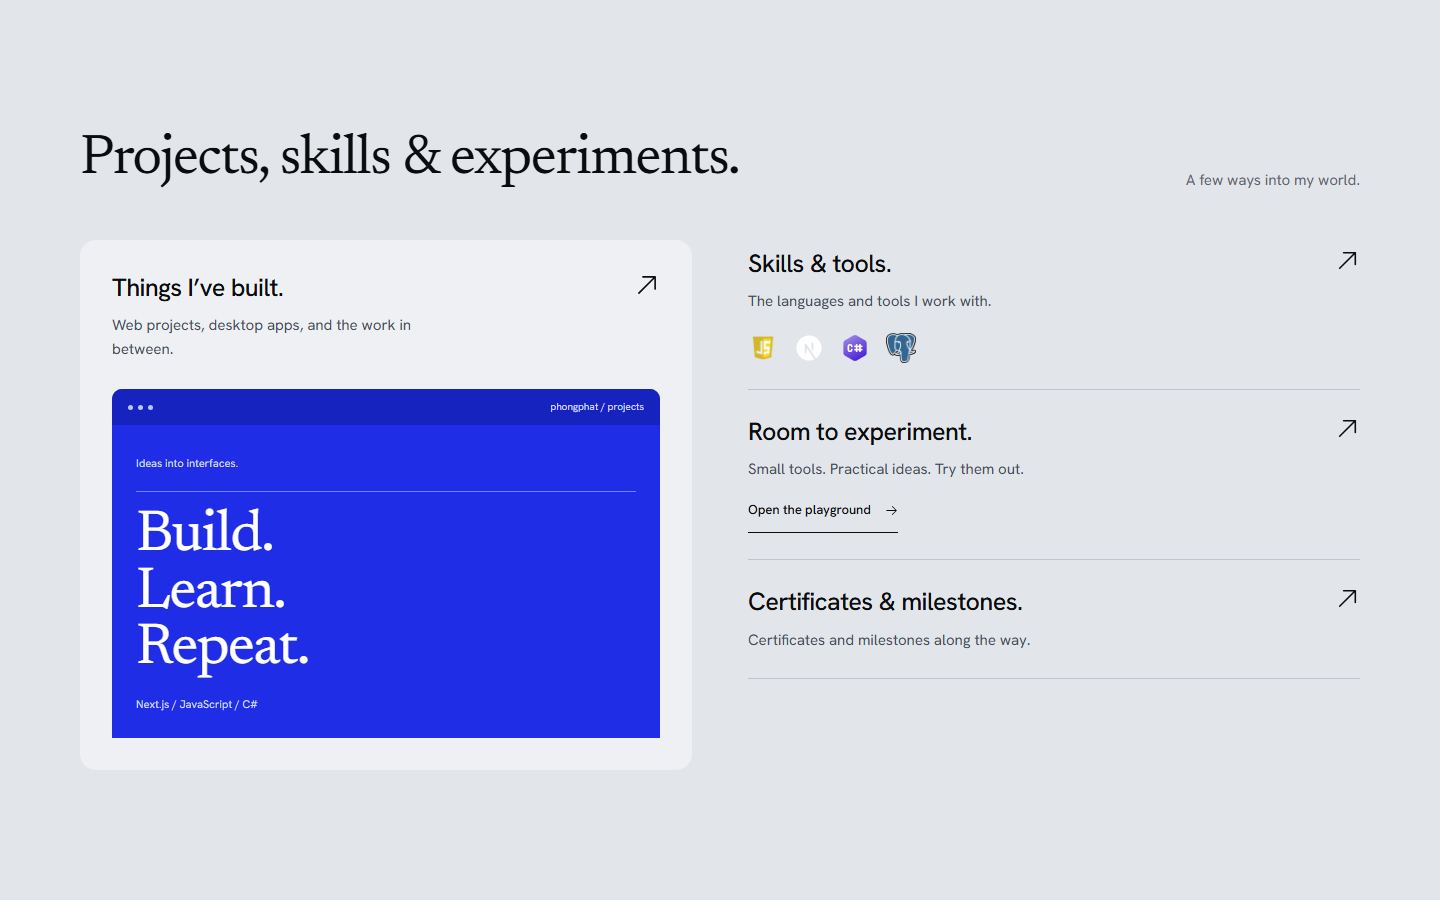 Projects, skills & experiments.
A few ways into my world.
Things I’ve built.
Web projects, desktop apps, and the work in
between.
phongphat / projects
Ideas into interfaces.
Build.
Learn.
Repeat.
Next.js / JavaScript / C#
Skills & tools.
The languages and tools I work with.
JS
N
C#
Room to experiment.
Small tools. Practical ideas. Try them out.
Open the playground →
Certificates & milestones.
Certificates and milestones along the way.